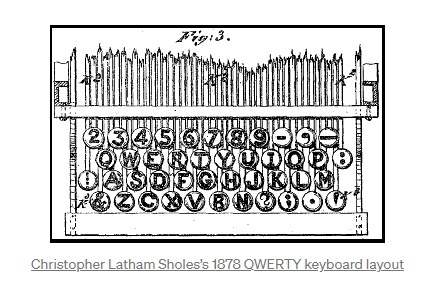 Fig: 3.
2 3 4 5 6 7 8 9 - , —
Q W E R T Y U I O P :
| A S D F G H J K L M
& Z C X V B N ? ; . ! 
Christopher Latham Sholes's 1878 QWERTY keyboard layout